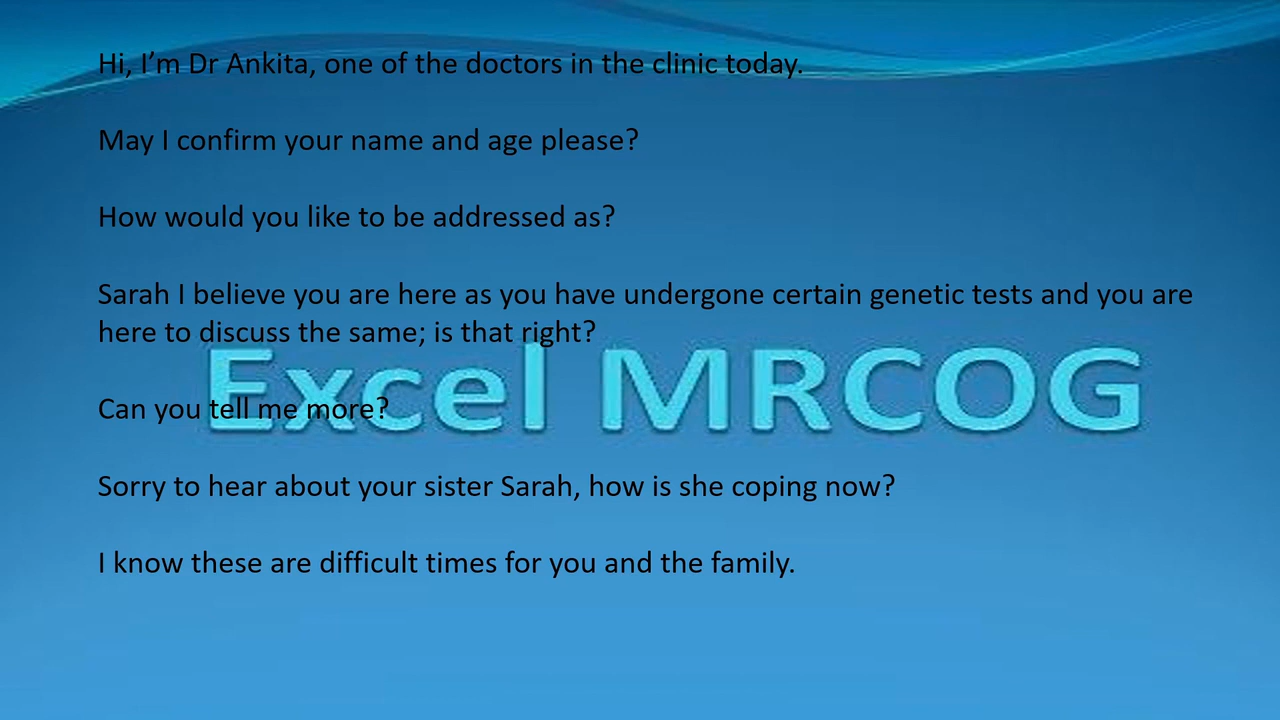 Hi, I’m Dr Ankita, one of the doctors in the clinic today.
May I confirm your name and age please?
How would you like to be addressed as?
Sarah I believe you are here as you have undergone certain genetic tests and you are
here to discuss the same; is that right?
Excel MRCOG
Can you tell me more?
Sorry to hear about your sister Sarah, how is she coping now?
I know these are difficult times for you and the family.